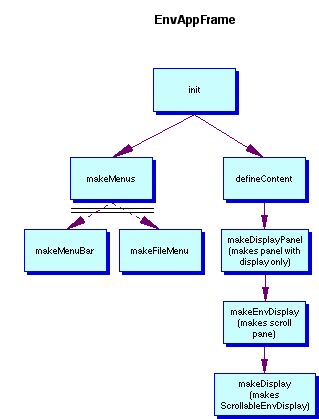 EnvAppFrame
init
makeMenus
defineContent
makeMenuBar
makeFileMenu
makeDisplayPanel
(makes panel with
display only)
makeEnvDisplay
(makes scroll
pane)
makeDisplay
(makes
ScrollableEnvDisplay)